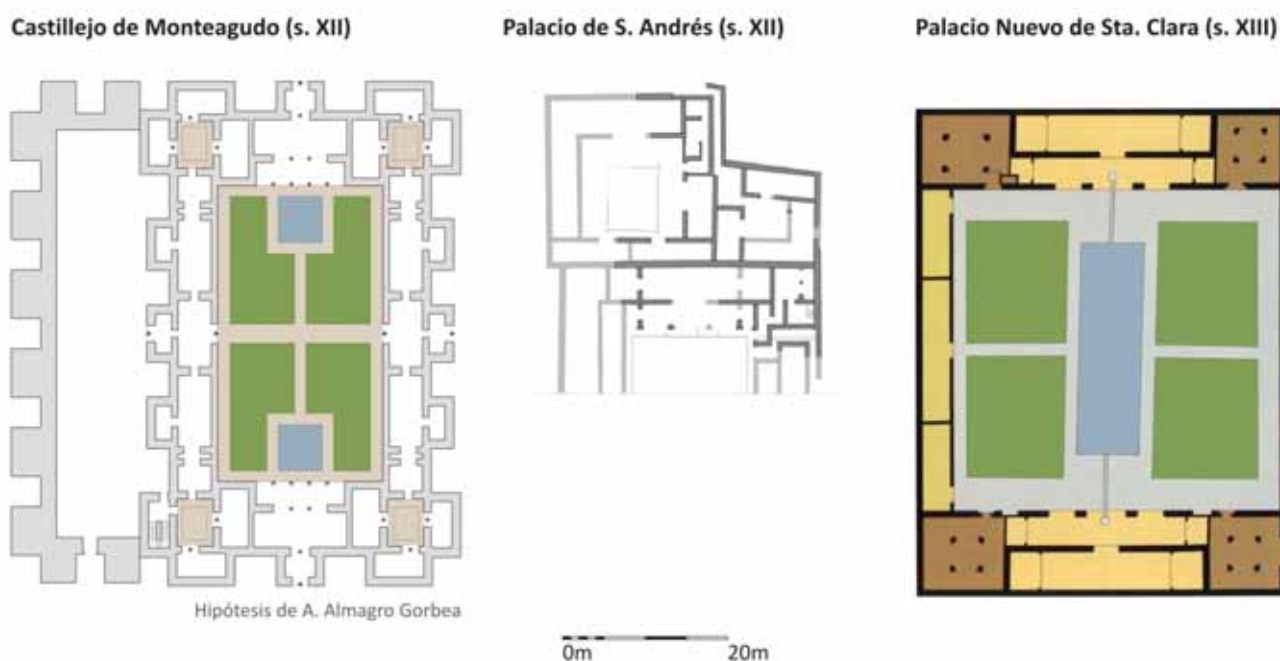 Castillejo de Monteagudo (s. XII)
Palacio de S. Andrés (s. XII)
Palacio Nuevo de Sta. Clara (s. XIII)
Hipótesis de A. Almagro Gorbea
0m 20m